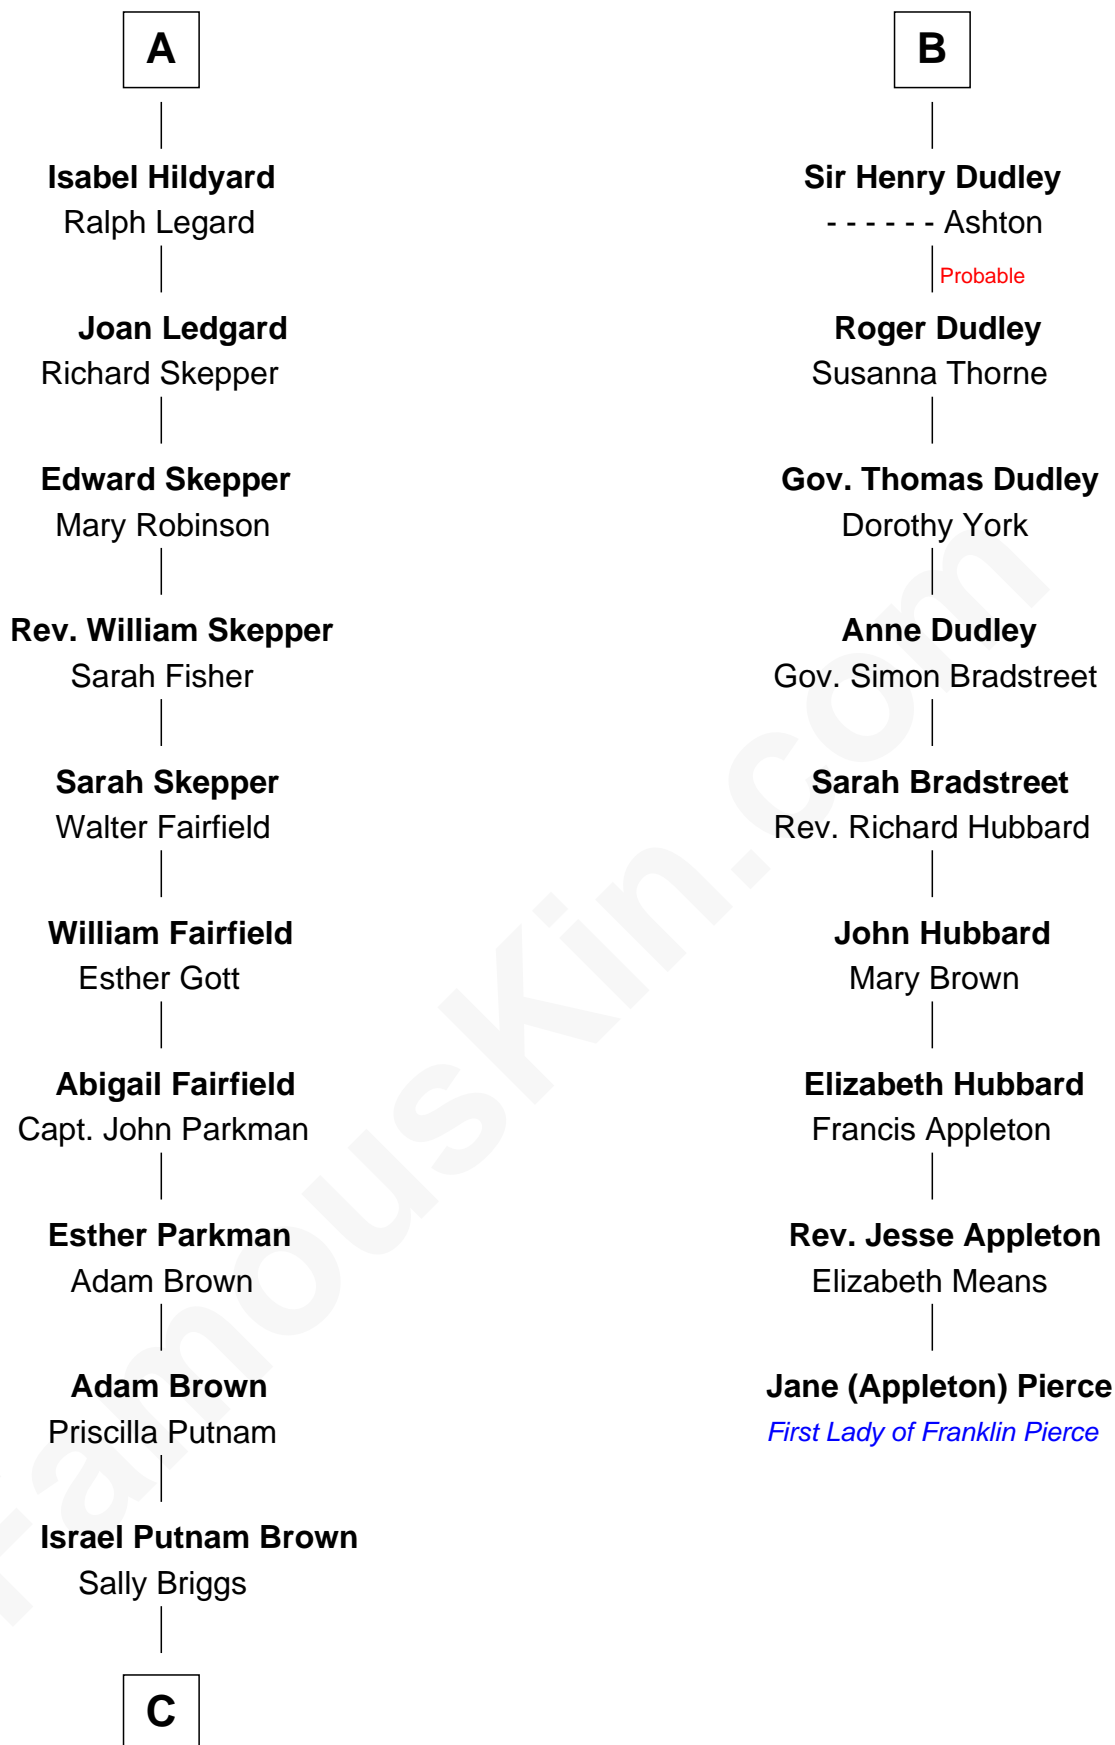 A
Isabel Hildyard
Ralph Legard
Joan Ledgard
Richard Skepper
Edward Skepper
Mary Robinson
Rev. William Skepper
Sarah Fisher
Sarah Skepper
Walter Fairfield
William Fairfield
Esther Gott
Abigail Fairfield
Capt. John Parkman
Esther Parkman
Adam Brown
Adam Brown
Priscilla Putnam
Israel Putnam Brown
Sally Briggs
C
B
Sir Henry Dudley
- - - - - - Ashton
Probable
Roger Dudley
Susanna Thorne
Gov. Thomas Dudley
Dorothy York
Anne Dudley
Gov. Simon Bradstreet
Sarah Bradstreet
Rev. Richard Hubbard
John Hubbard
Mary Brown
Elizabeth Hubbard
Francis Appleton
Rev. Jesse Appleton
Elizabeth Means
Jane (Appleton) Pierce
First Lady of Franklin Pierce
FamousKin.com